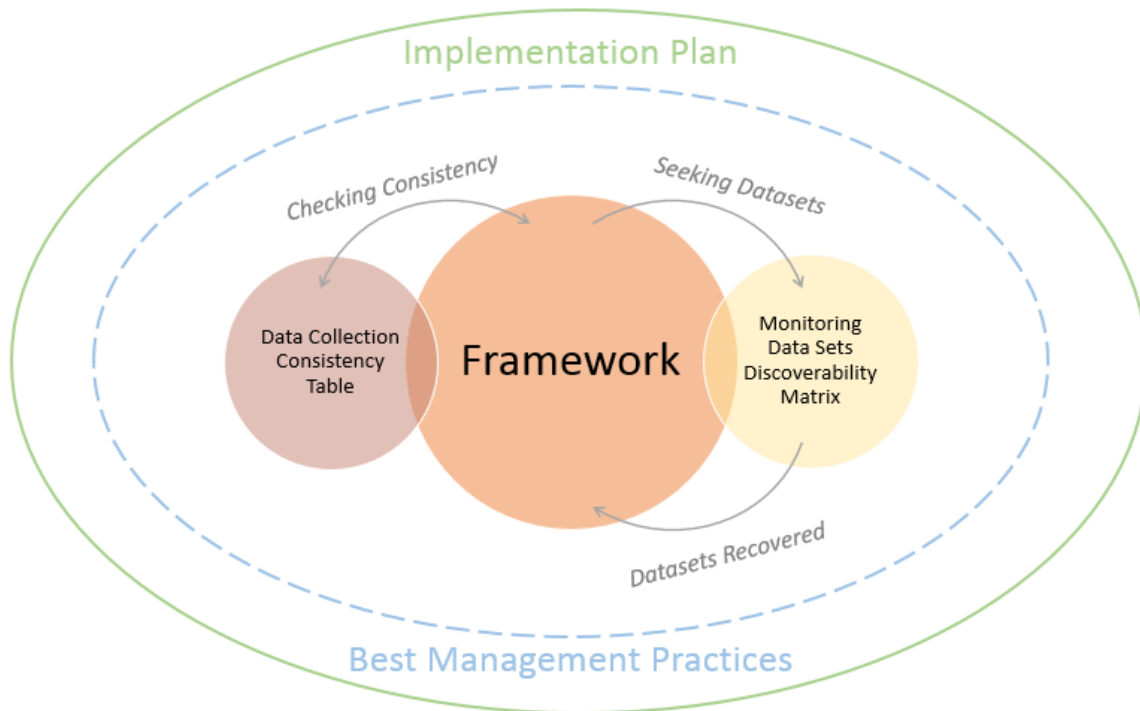 Implementation Plan
Checking Consistency
Seeking Datasets
Data Collection
Consistency
Table
Framework
Monitoring
Data Sets
Discoverability
Matrix
Datasets Recovered
Best Management Practices